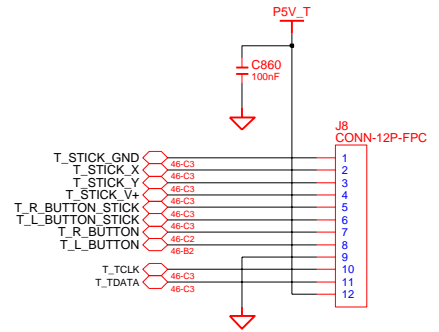 P5V_T
C860
100nF
J8
CONN-12P-FPC
T_STICK_GND 46-C3 1
T_STICK_X 46-C3 2
T_STICK_Y 46-C3 3
T_STICK_V+ 46-C3 4
T_R_BUTTON_STICK 46-C3 5
T_L_BUTTON_STICK 46-C3 6
T_R_BUTTON 46-C2 7
T_L_BUTTON 46-B2 8
9
T_TCLK 46-C3 10
T_TDATA 46-C3 11
12